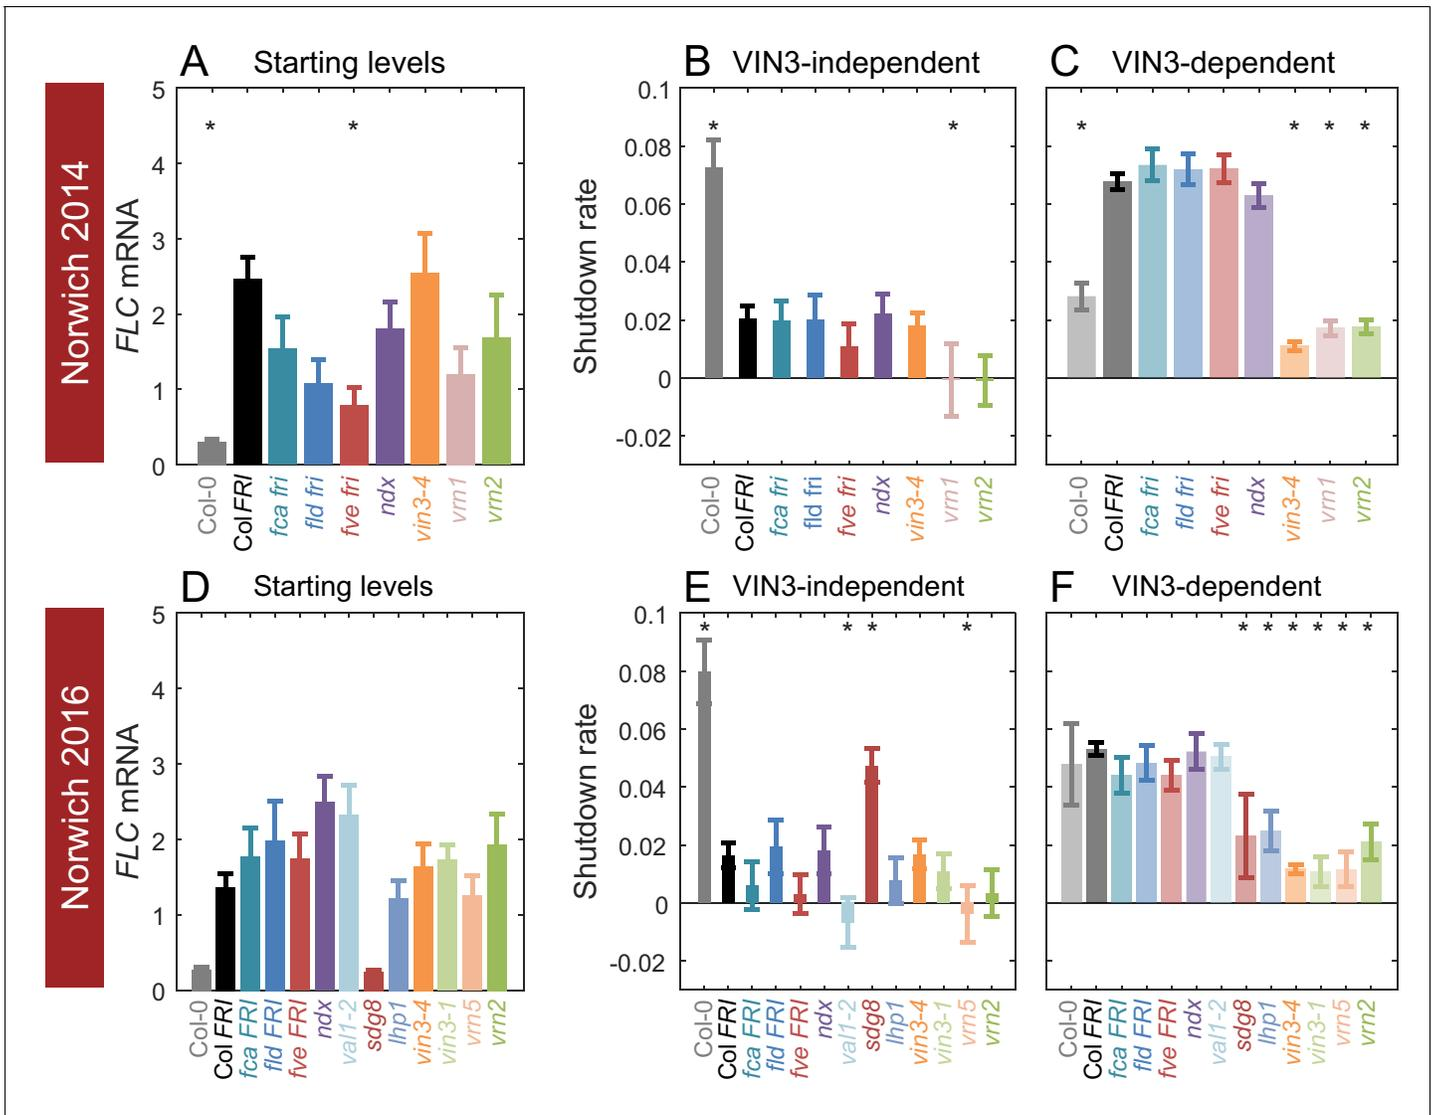 A Starting levels
B VIN3-independent
C VIN3-dependent
Norwich 2014
FLC mRNA
5
4
3
2
1
0
* *
Col-0
ColFRI
fca fri
fld fri
fve fri
ndx
vin3-4
vrn1
vrn2
Shutdown rate
0.1
0.08
0.06
0.04
0.02
0
-0.02
* *
Col-0
ColFRI
fca fri
fld fri
fve fri
ndx
vin3-4
vrn1
vrn2
* * * *
Col-0
ColFRI
fca fri
fld fri
fve fri
ndx
vin3-4
vrn1
vrn2
D Starting levels
E VIN3-independent
F VIN3-dependent
Norwich 2016
FLC mRNA
5
4
3
2
1
0
Col-0
Col FRI
fca FRI
fld FRI
fve FRI
ndx
val1-2
sdg8
lhp1
vin3-4
vin3-1
vrn5
vrn2
Shutdown rate
0.1
0.08
0.06
0.04
0.02
0
-0.02
* * * *
Col-0
Col FRI
fca FRI
fld FRI
fve FRI
ndx
val1-2
sdg8
lhp1
vin3-4
vin3-1
vrn5
vrn2
* * * * * *
Col-0
Col FRI
fca FRI
fld FRI
fve FRI
ndx
val1-2
sdg8
lhp1
vin3-4
vin3-1
vrn5
vrn2